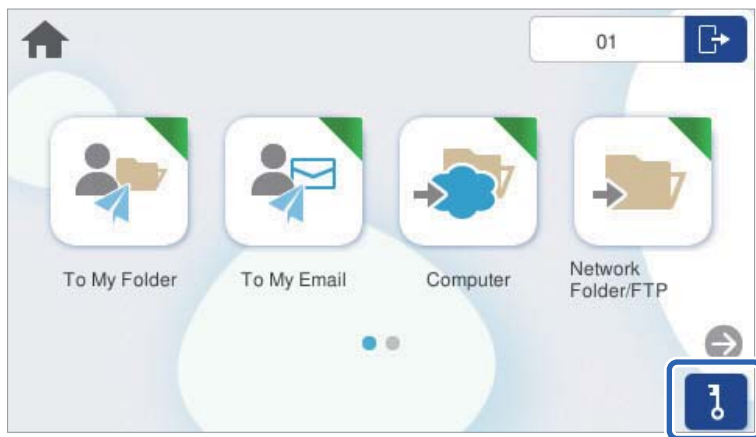 01
To My Folder
To My Email
Computer
Network
Folder/FTP